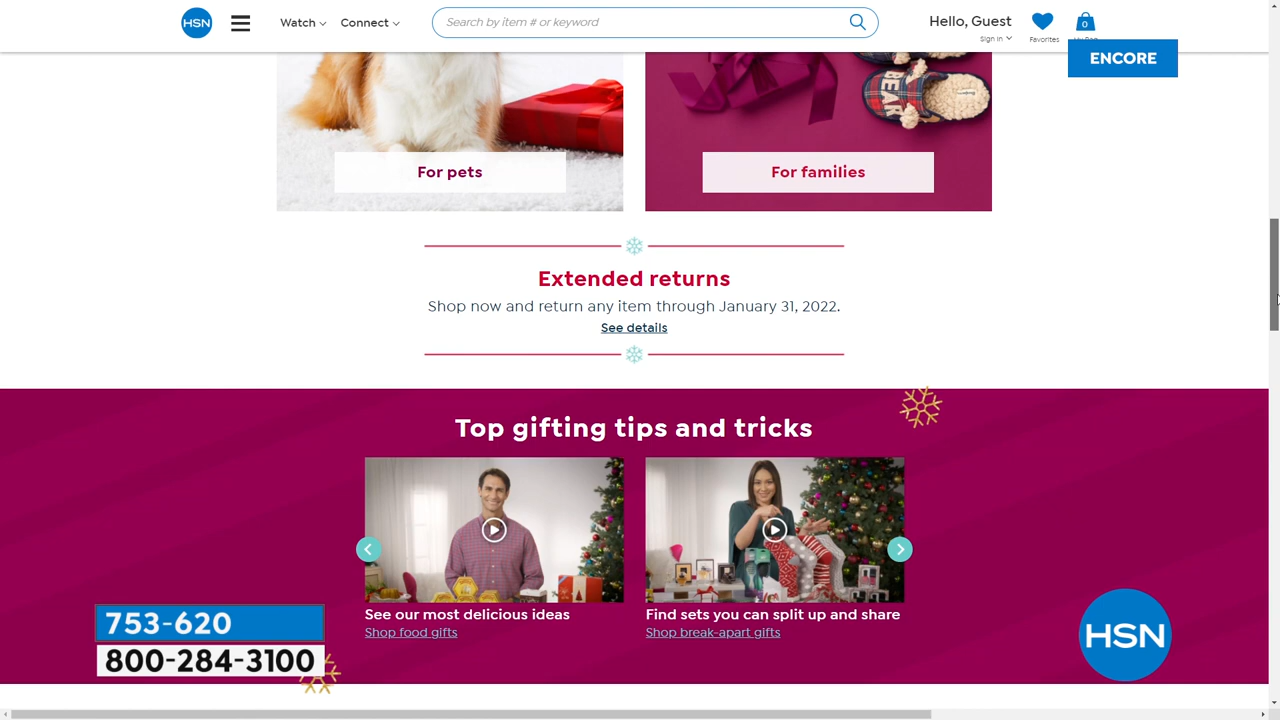 HSN
Watch
Connect
Search by item # or keyword
Hello, Guest
Sign In
Favorites
0
ENCORE
BEAR
For pets
For families
Extended returns
Shop now and return any item through January 31, 2022.
See details
Top gifting tips and tricks
See our most delicious ideas
Shop food gifts
Find sets you can split up and share
Shop break-apart gifts
753-620
800-284-3100
HSN